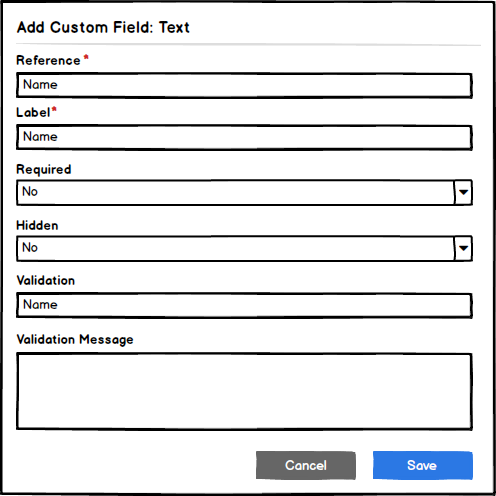 Add Custom Field: Text
Reference *
Name
Label*
Name
Required
No
Hidden
No
Validation
Name
Validation Message
Cancel Save